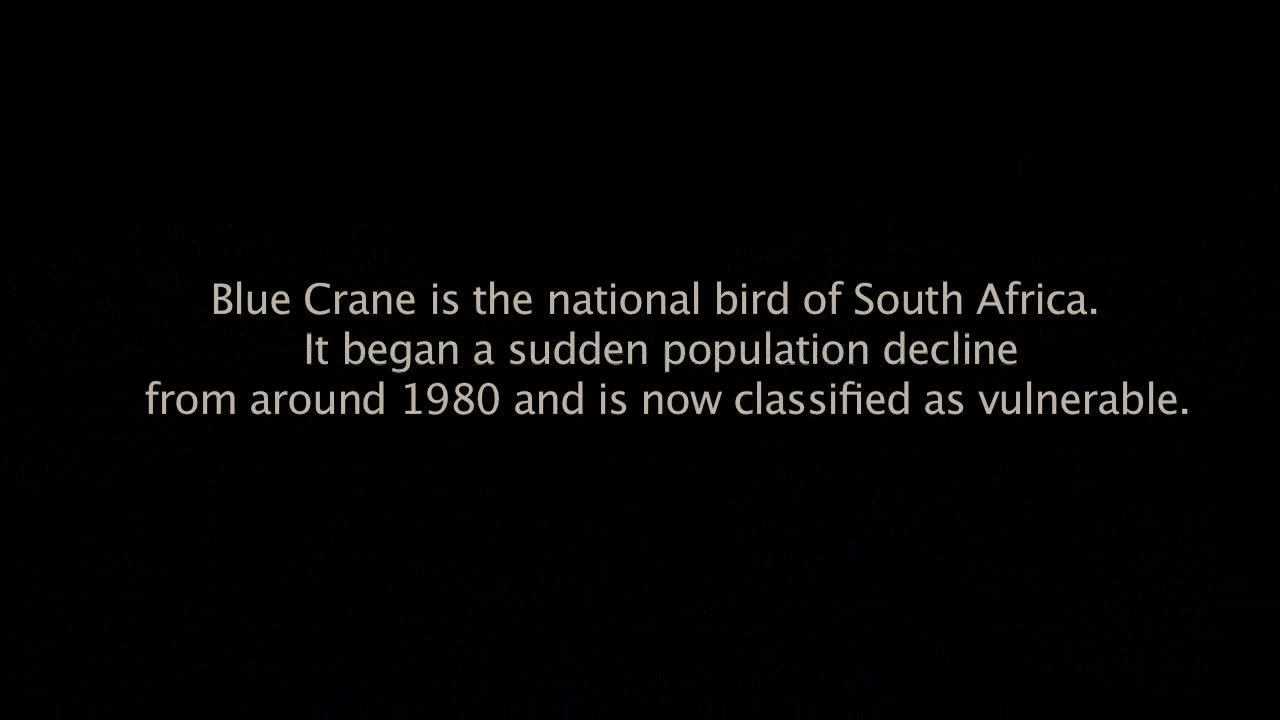 Blue Crane is the national bird of South Africa.
It began a sudden population decline
from around 1980 and is now classified as vulnerable.